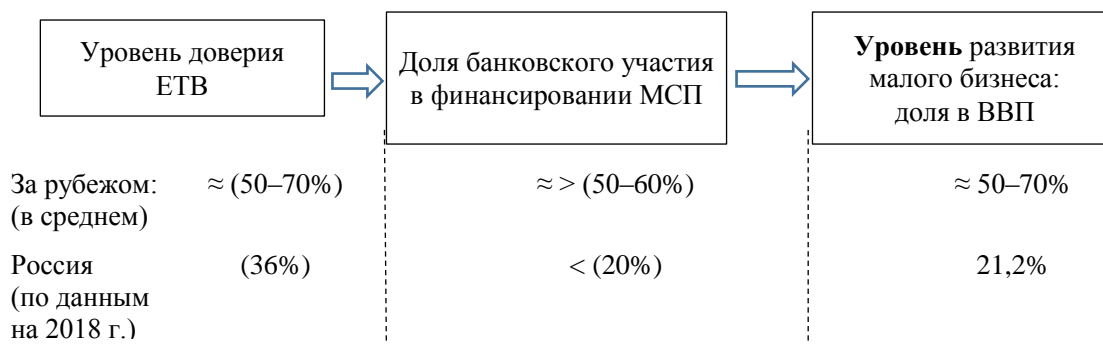 Уровень доверия
ETB
Доля банковского участия
в финансировании МСП
Уровень развития
малого бизнеса:
доля в ВВП
За рубежом: ≈ (50–70%) ≈ > (50–60%) ≈ 50–70%
(в среднем)
Россия (36%) < (20%) 21,2%
(по данным
на 2018 г.)